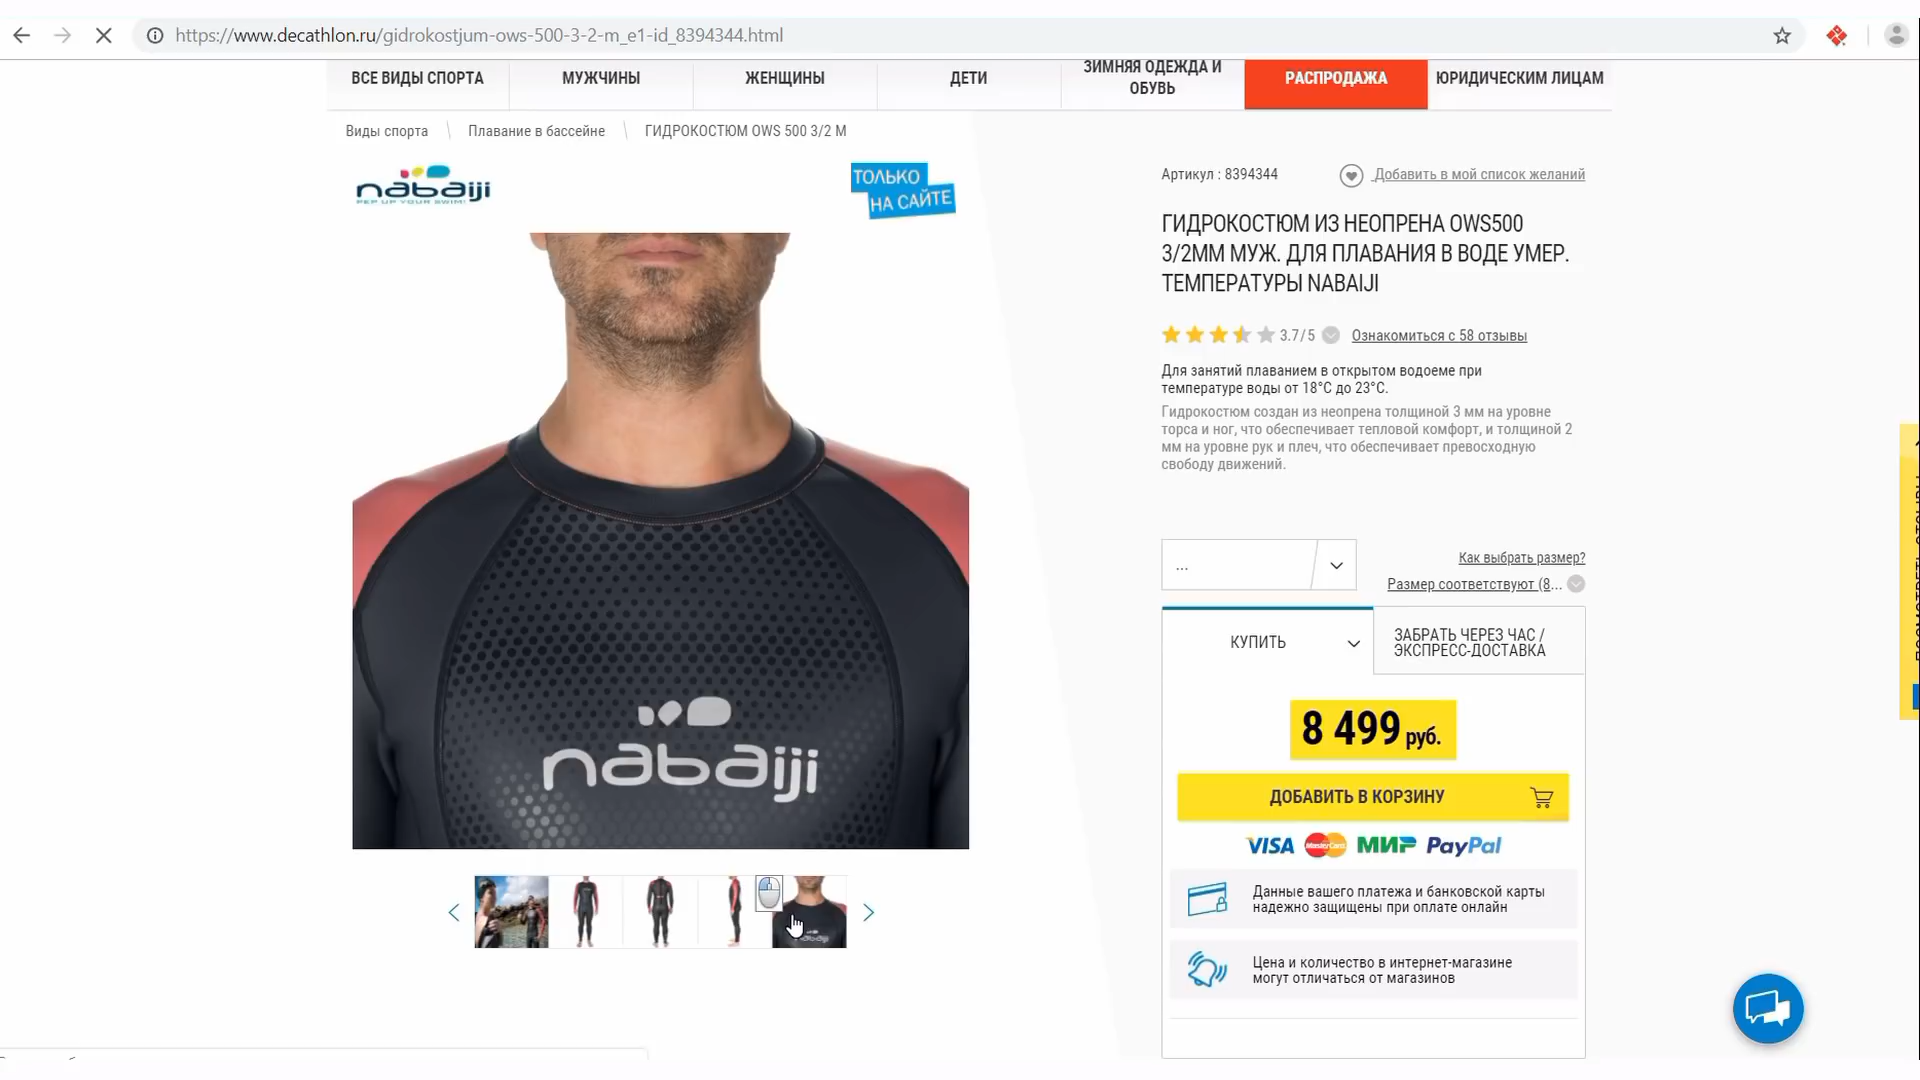 https://www.decathlon.ru/gidrokostjum-ows-500-3-2-m_e1-id_8394344.html
ВСЕ ВИДЫ СПОРТА
МУЖЧИНЫ
ЖЕНЩИНЫ
ДЕТИ
ЗИМНЯЯ ОДЕЖДА И
ОБУВЬ
РАСПРОДАЖА
ЮРИДИЧЕСКИМ ЛИЦАМ
Виды спорта
Плавание в бассейне
ГИДРОКОСТЮМ OWS 500 3/2 М
nabaiji
PEP UP YOUR SWIM!
ТОЛЬКО
НА САЙТЕ
Артикул : 8394344
Добавить в мой список желаний
ГИДРОКОСТЮМ ИЗ НЕОПРЕНА OWS500
3/2ММ МУЖ. ДЛЯ ПЛАВАНИЯ В ВОДЕ УМЕР.
ТЕМПЕРАТУРЫ NABAIJI
3.7/5
Ознакомиться с 58 отзывы
Для занятий плаванием в открытом водоеме при
температуре воды от 18°С до 23°С.
Гидрокостюм создан из неопрена толщиной 3 мм на уровне
торса и ног, что обеспечивает тепловой комфорт, и толщиной 2
мм на уровне рук и плеч, что обеспечивает превосходную
свободу движений.
...
Как выбрать размер?
Размер соответствуют (8...
КУПИТЬ
ЗАБРАТЬ ЧЕРЕЗ ЧАС /
ЭКСПРЕСС-ДОСТАВКА
nabaiji
8 499 руб.
ДОБАВИТЬ В КОРЗИНУ
VISA MasterCard МИР PayPal
Данные вашего платежа и банковской карты
надежно защищены при оплате онлайн
Цена и количество в интернет-магазине
могут отличаться от магазинов